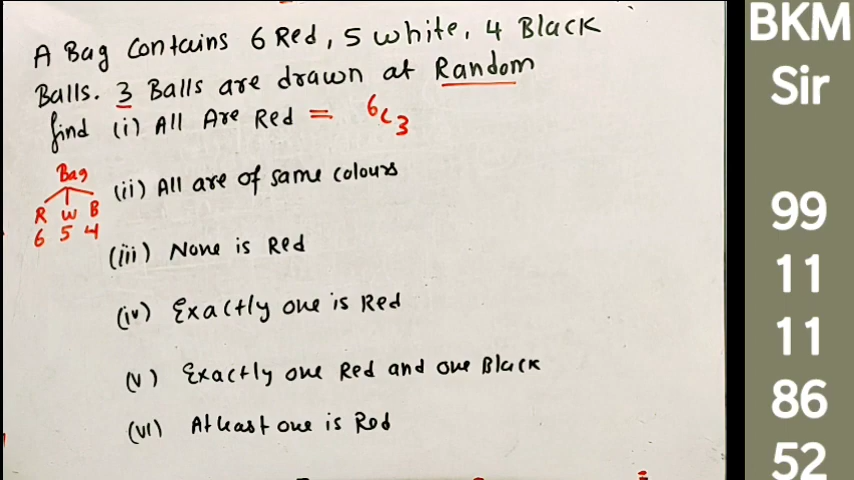 A Bag Contains 6 Red, 5 white, 4 Black
Balls. 3 Balls are drawn at Random
find (i) All Are Red = ⁶C₃
(ii) All are of same colours
Bag
R W B
6 5 4
(iii) None is Red
(iv) Exactly one is Red
(v) Exactly one Red and one Black
(vi) Atleast one is Red
BKM
Sir
99
11
11
86
52